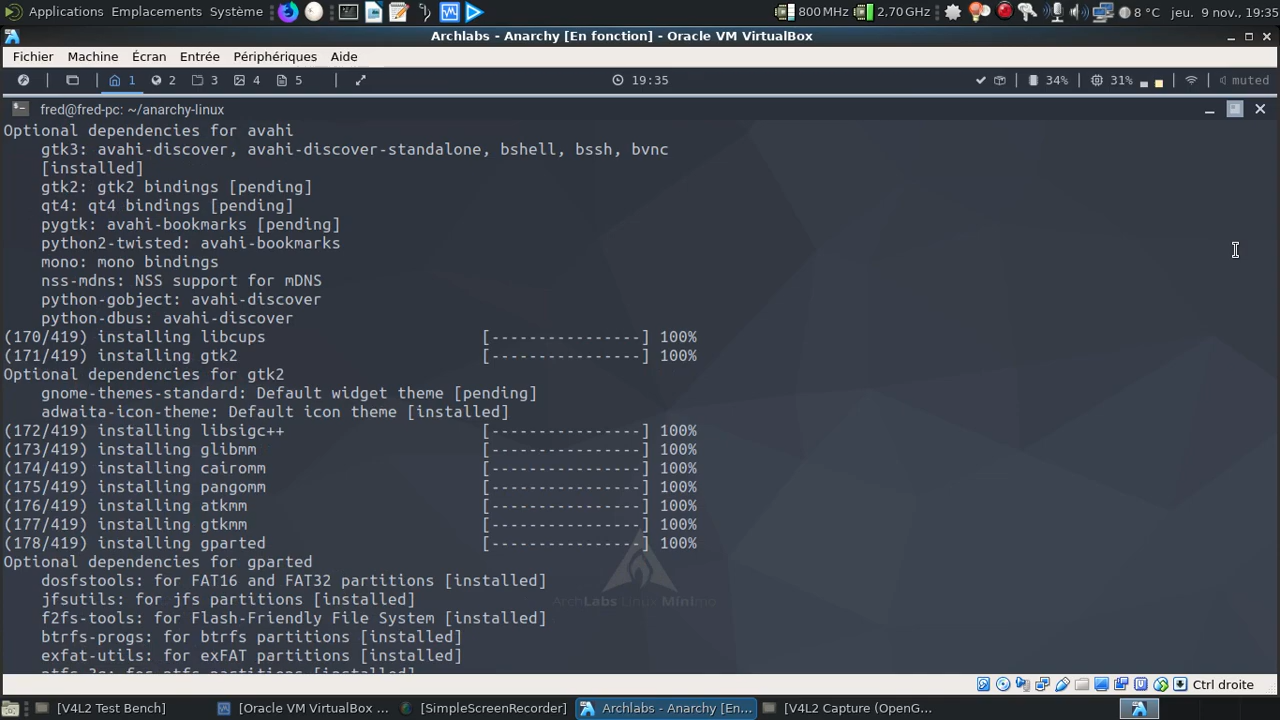 Applications Emplacements Système 800 MHz 2,70 GHz 8 °C jeu. 9 nov., 19:35
Archlabs - Anarchy [En fonction] - Oracle VM VirtualBox
Fichier Machine Écran Entrée Périphériques Aide
1 2 3 4 5 19:35 34% 31% muted
fred@fred-pc: ~/anarchy-linux
Optional dependencies for avahi
gtk3: avahi-discover, avahi-discover-standalone, bshell, bssh, bvnc
[installed]
gtk2: gtk2 bindings [pending]
qt4: qt4 bindings [pending]
pygtk: avahi-bookmarks [pending]
python2-twisted: avahi-bookmarks
mono: mono bindings
nss-mdns: NSS support for mDNS
python-gobject: avahi-discover
python-dbus: avahi-discover
(170/419) installing libcups [----------------] 100%
(171/419) installing gtk2 [----------------] 100%
Optional dependencies for gtk2
gnome-themes-standard: Default widget theme [pending]
adwaita-icon-theme: Default icon theme [installed]
(172/419) installing libsigc++ [----------------] 100%
(173/419) installing glibmm [----------------] 100%
(174/419) installing cairomm [----------------] 100%
(175/419) installing pangomm [----------------] 100%
(176/419) installing atkmm [----------------] 100%
(177/419) installing gtkmm [----------------] 100%
(178/419) installing gparted [----------------] 100%
Optional dependencies for gparted
dosfstools: for FAT16 and FAT32 partitions [installed]
jfsutils: for jfs partitions [installed]
ArchLabs Linux Minimo
f2fs-tools: for Flash-Friendly File System [installed]
btrfs-progs: for btrfs partitions [installed]
exfat-utils: for exFAT partitions [installed]
ntfs-3g: for ntfs partitions [installed]
Ctrl droite
[V4L2 Test Bench] [Oracle VM VirtualBox ... [SimpleScreenRecorder] Archlabs - Anarchy [En... [V4L2 Capture (OpenG...